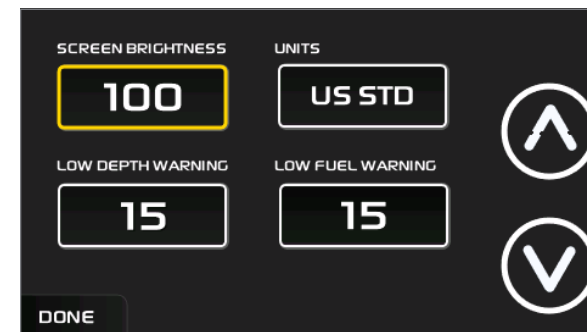 SCREEN BRIGHTNESS UNITS
100 US STD
LOW DEPTH WARNING LOW FUEL WARNING
15 15
DONE